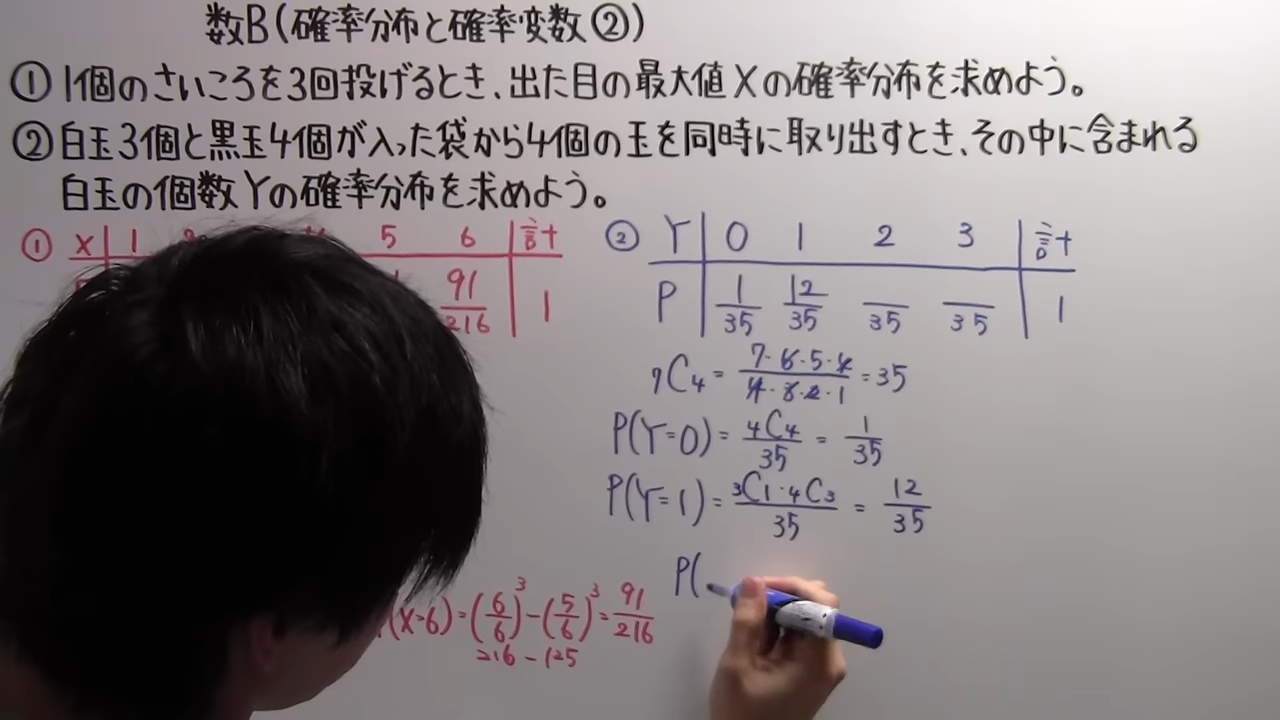 数B(確率分布と確率変数②)
①1個のさいころを3回投げるとき、出た目の最大値Xの確率分布を求めよう。
②白玉3個と黒玉4個が入った袋から4個の玉を同時に取り出すとき、その中に含まれる
白玉の個数Yの確率分布を求めよう。
① X 1 5 6 計
91/216 1
(X=6)=(6/6)^3-(5/6)^3=91/216
216-125
② Y 0 1 2 3 計
P 1/35 12/35 /35 /35 1
7C4=7・6・5・4/4・3・2・1=35
P(Y=0)=4C4/35=1/35
P(Y=1)=3C1・4C3/35=12/35
P(